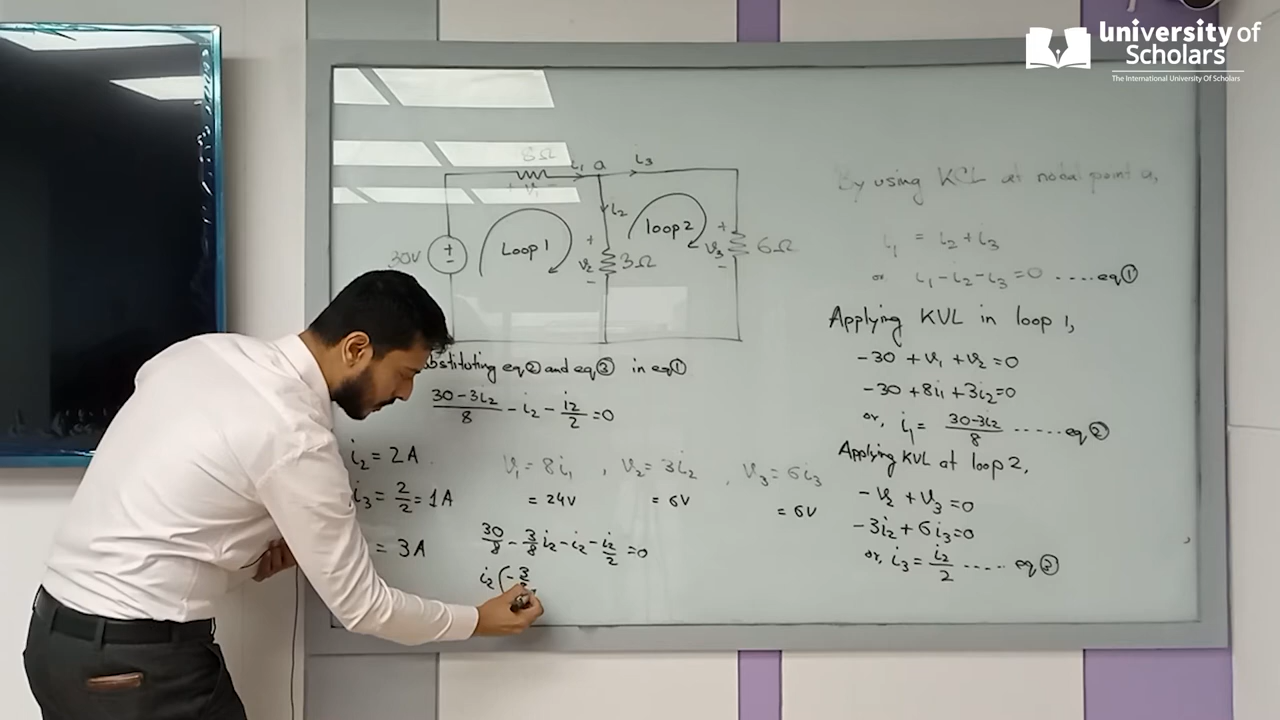 University of
Scholars
The International University Of Scholars
8Ω i₁ a i₃
+ v₁ −
i₂
30V + − Loop 1 + v₂ − 3Ω loop 2 + v₃ − 6Ω
By using KCL at nodal point a,
i₁ = i₂ + i₃
or i₁ - i₂ - i₃ = 0 .....eq①
Applying KVL in loop 1,
-30 + v₁ + v₂ = 0
-30 + 8i₁ + 3i₂ = 0
or, i₁ = (30-3i₂)/8 ......eq②
Applying KVL at loop 2,
-v₂ + v₃ = 0
-3i₂ + 6i₃ = 0
or, i₃ = i₂/2 ..... eq③
eq② and eq③ in eq①
(30-3i₂)/8 - i₂ - i₂/2 = 0
i₂ = 2A
i₃ = 2/2 = 1A
= 3A
v₁ = 8i₁ , v₂ = 3i₂ , v₃ = 6i₃
= 24V = 6V = 6V
30/8 - 3/8 i₂ - i₂ - i₂/2 = 0
i₂(-3